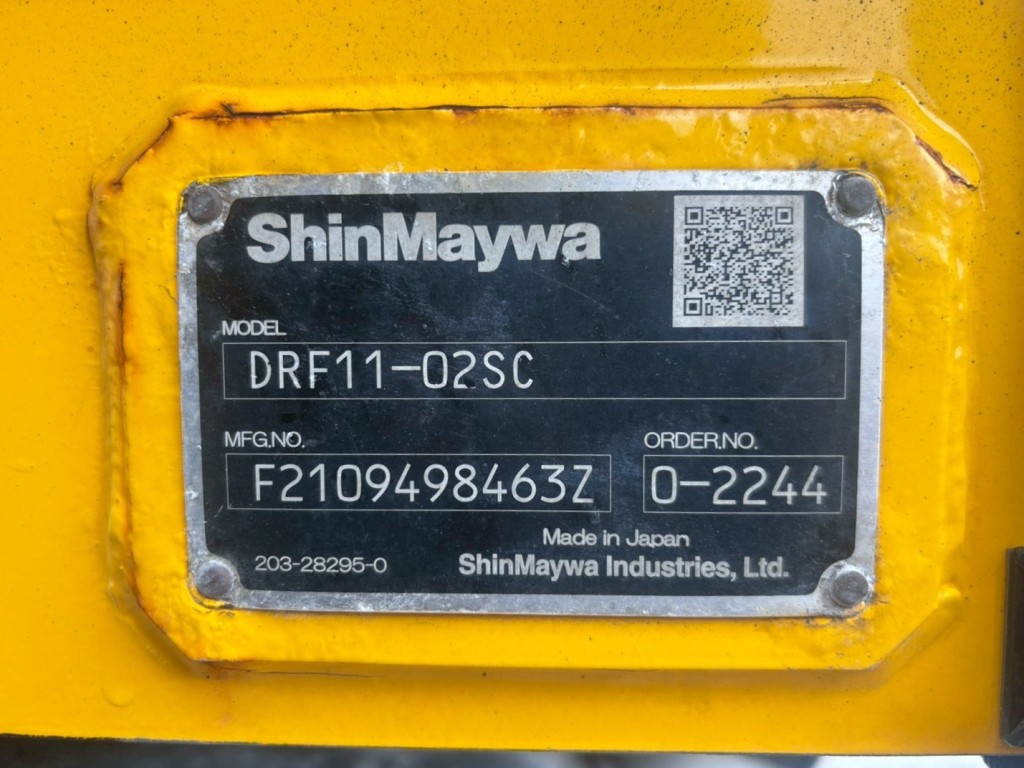 ShinMaywa
MODEL
DRF11-02SC
MFG.NO.
ORDER.NO.
F2109498463Z
0-2244
Made in Japan
203-28295-0
ShinMaywa Industries, Ltd.